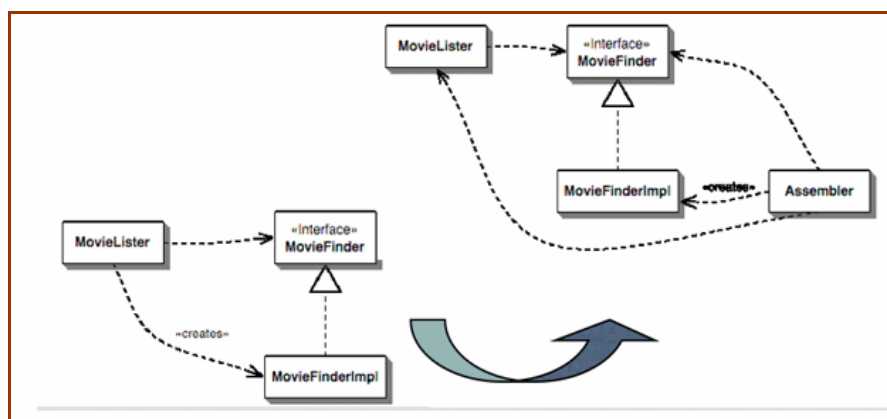 MovieLister
«Interface»
MovieFinder
MovieFinderImpl
«creates»
Assembler
MovieLister
«Interface»
MovieFinder
«creates»
MovieFinderImpl